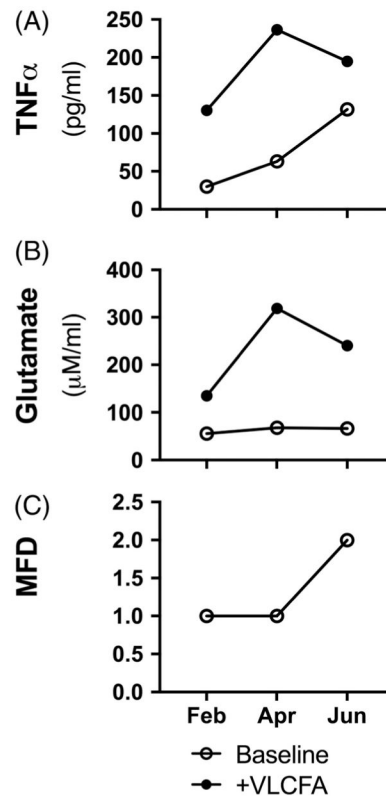 (A)
TNFα
(pg/ml)
250
200
150
100
50
0
(B)
Glutamate
(μM/ml)
400
300
200
100
0
(C)
MFD
2.5
2.0
1.5
1.0
0.5
0.0
Feb Apr Jun
Baseline
+VLCFA